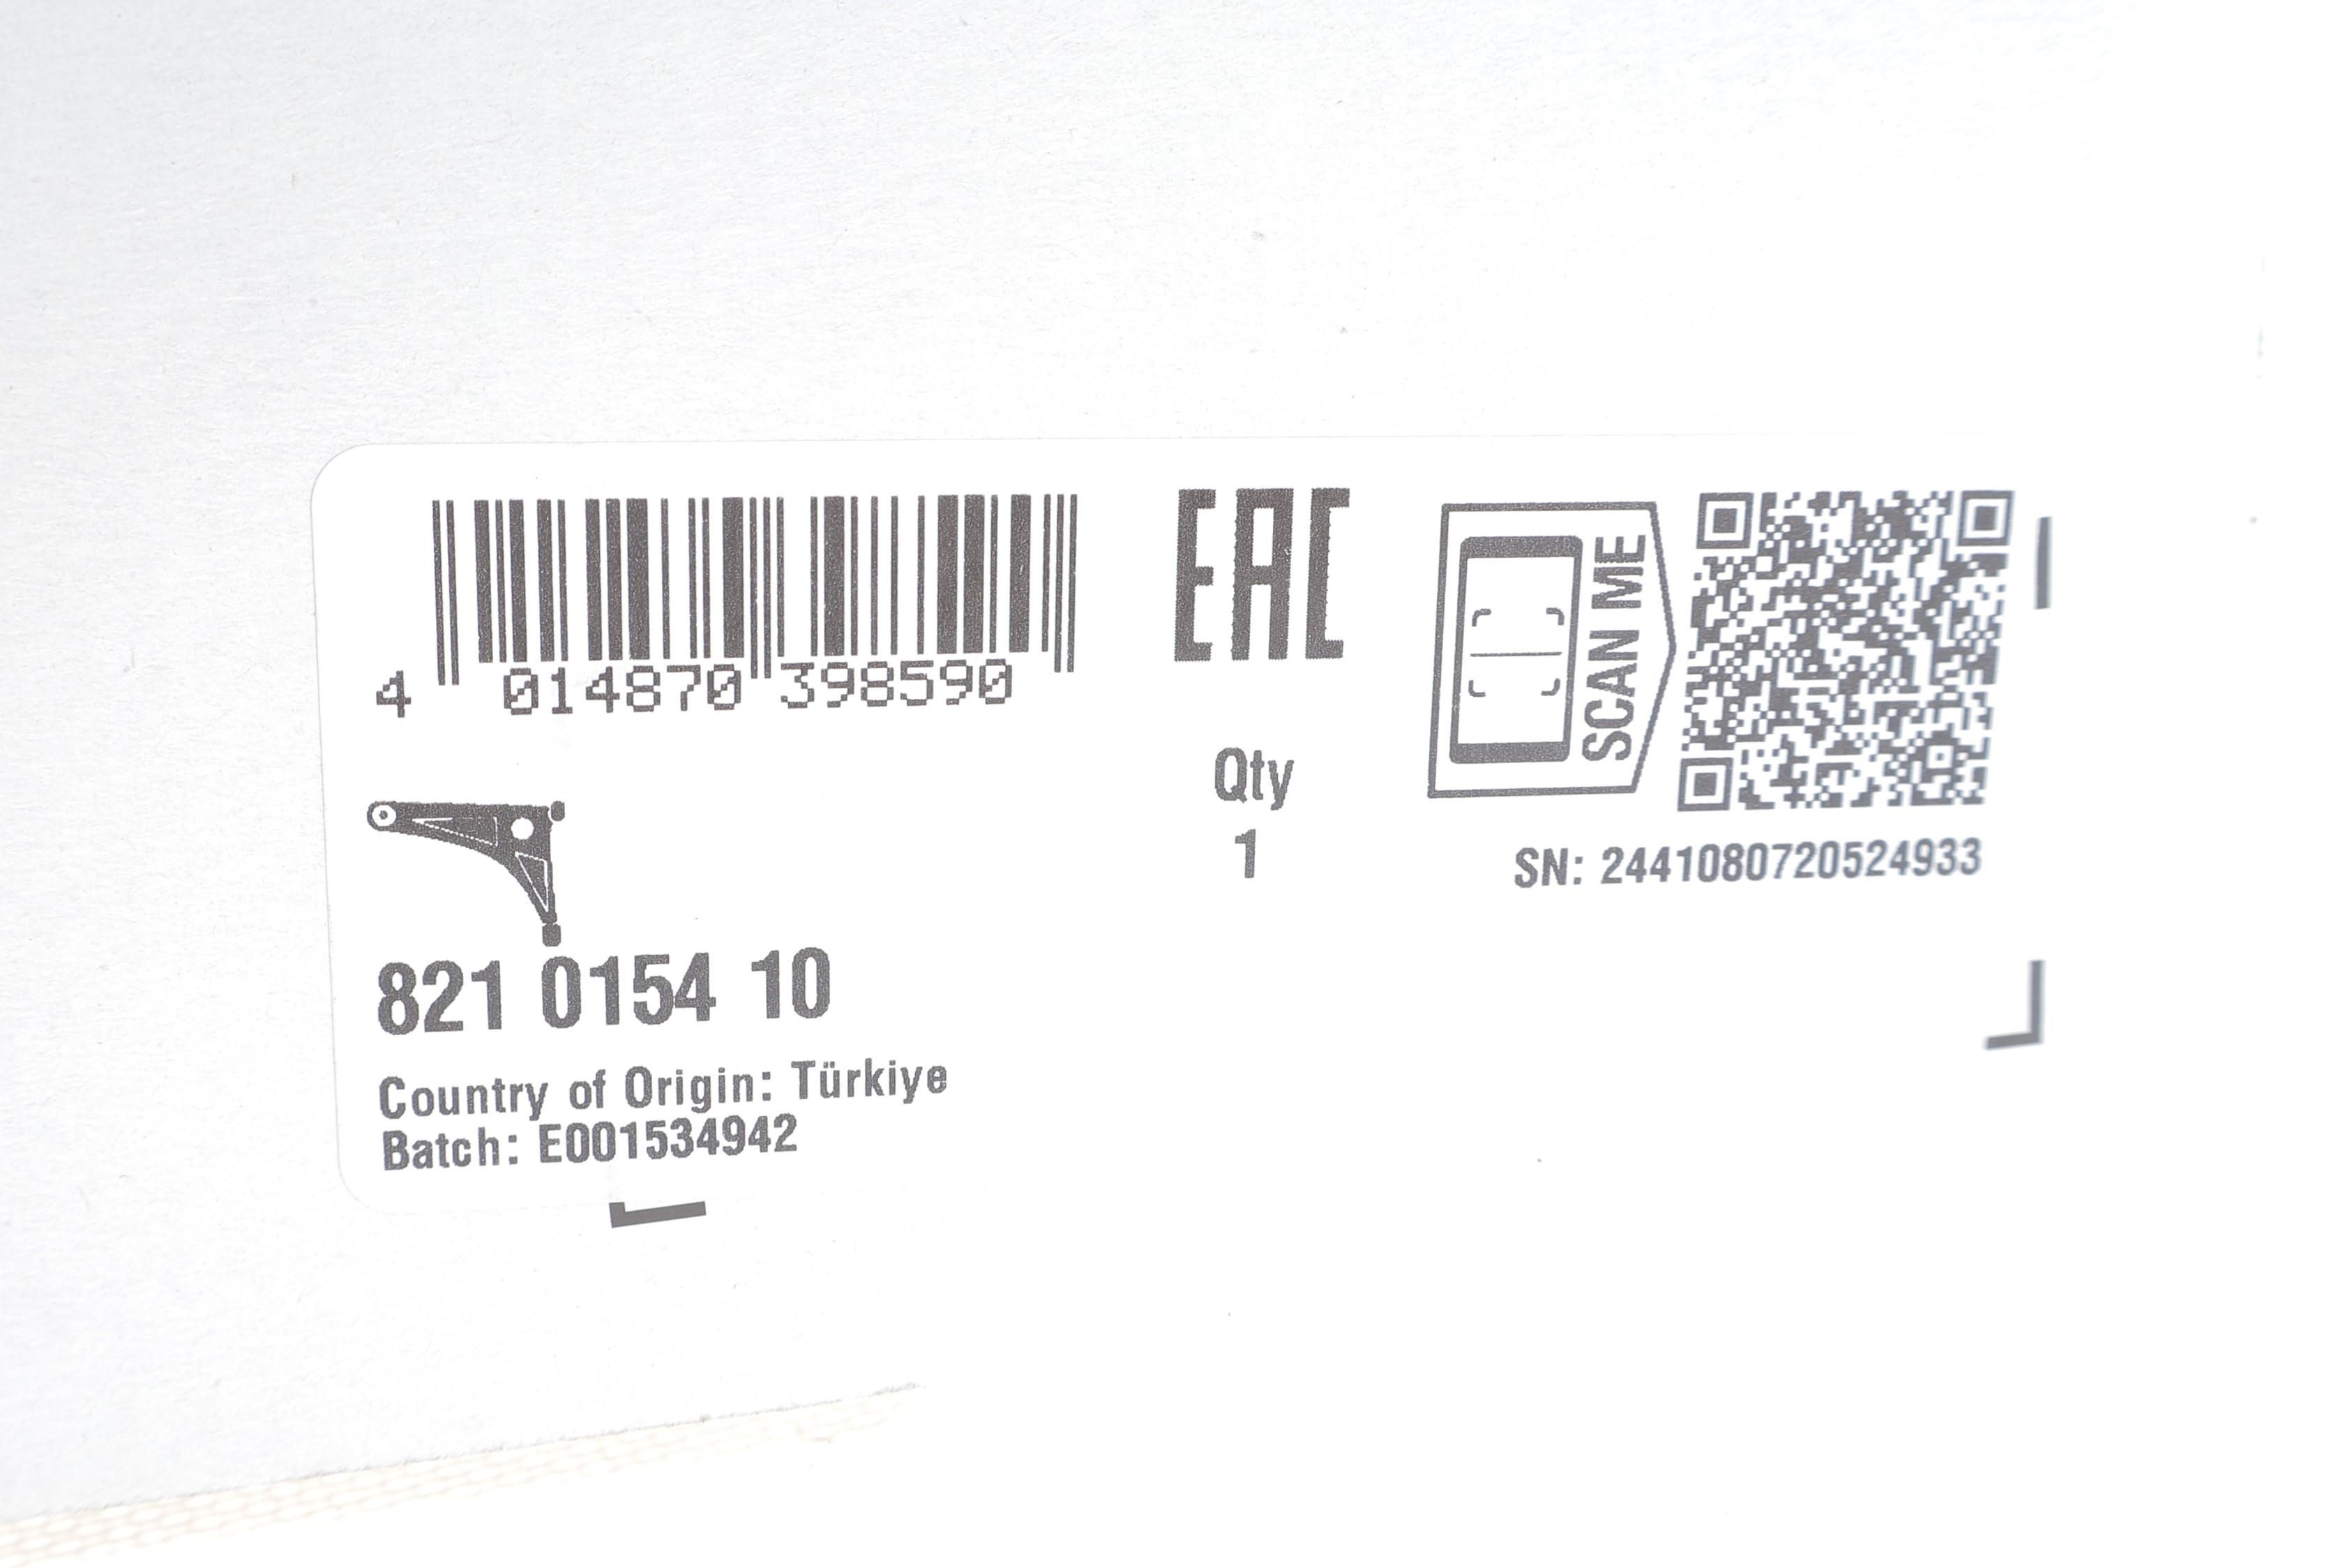 4 014870 398590
EAC
SCAN ME
Qty
1
SN: 2441080720524933
821 0154 10
Country of Origin: Türkiye
Batch: E001534942